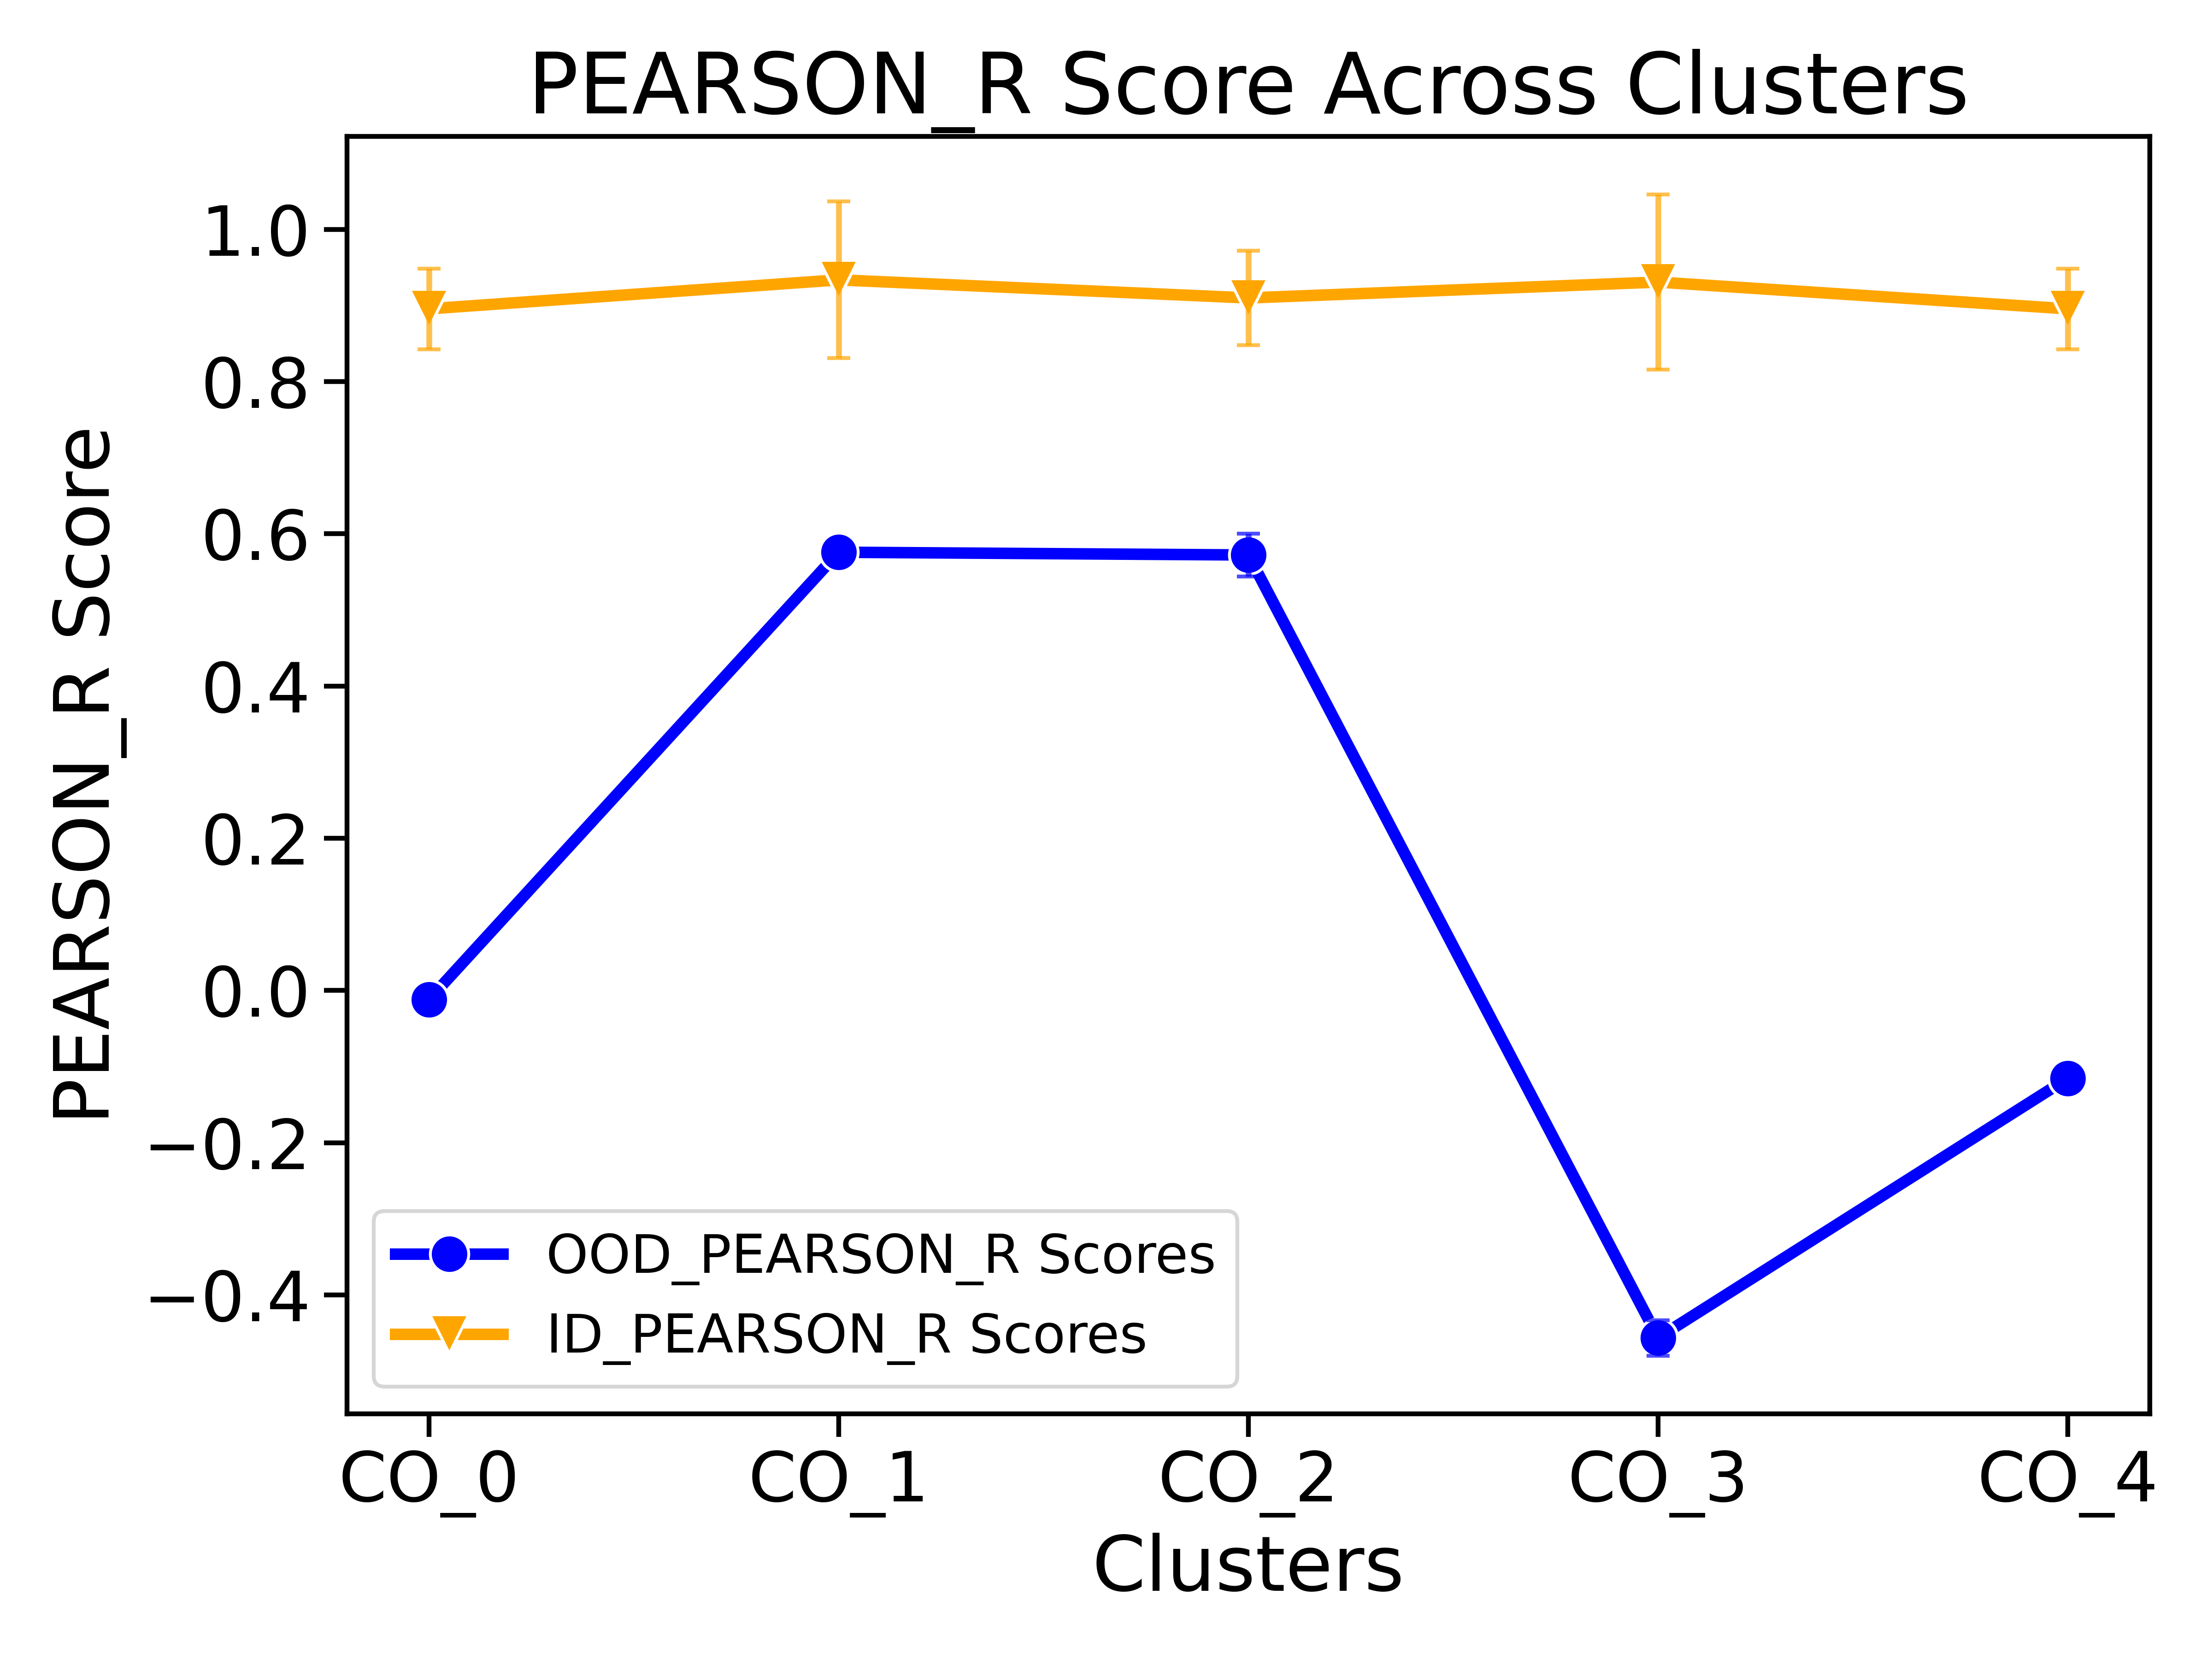 PEARSON_R Score Across Clusters
PEARSON_R Score
1.0
0.8
0.6
0.4
0.2
0.0
−0.2
−0.4
OOD_PEARSON_R Scores
ID_PEARSON_R Scores
CO_0 CO_1 CO_2 CO_3 CO_4
Clusters